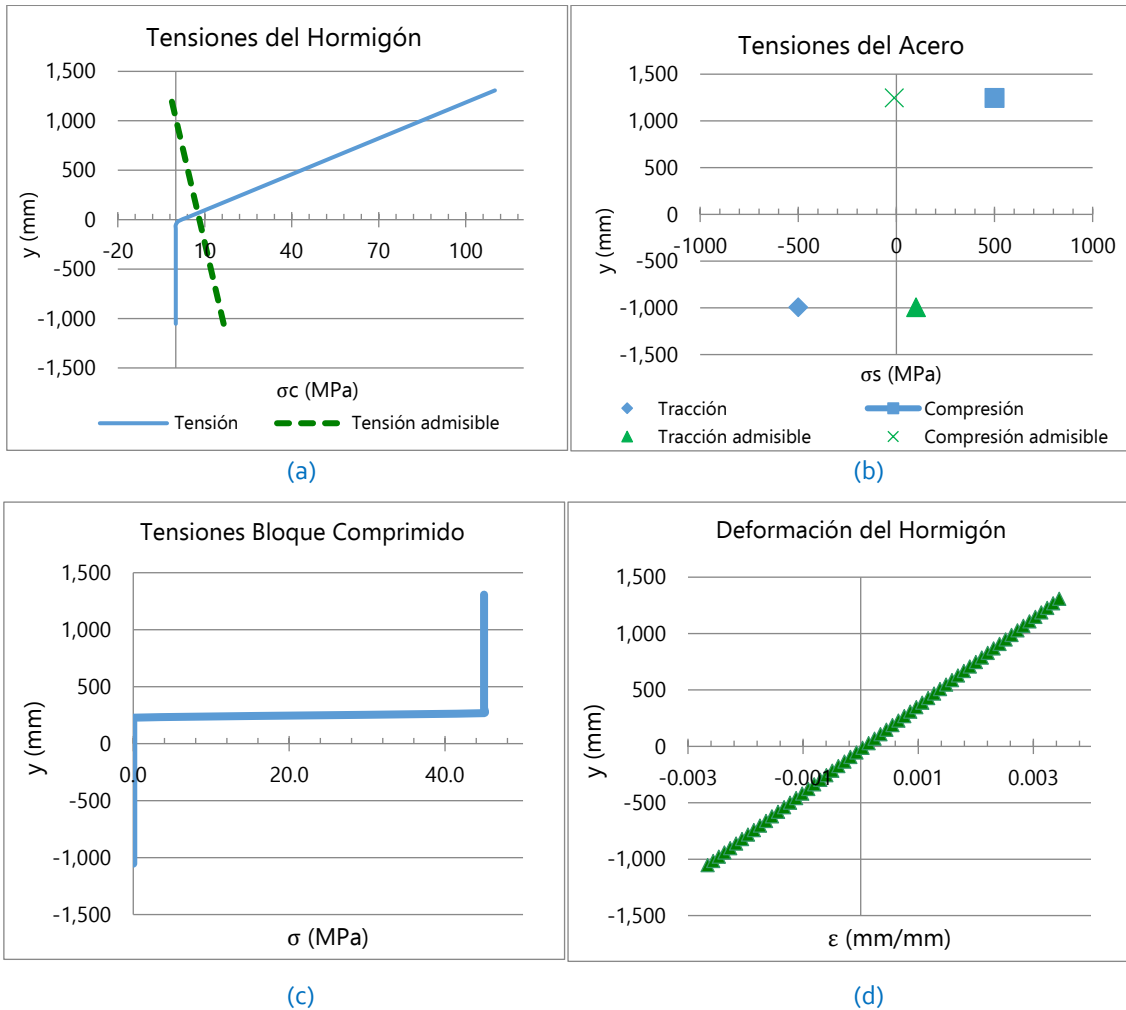 Tensiones del Hormigón
1,500
1,000
500
0
-500
-1,000
-1,500
-20 10 40 70 100
y (mm)
σc (MPa)
Tensión Tensión admisible
(a)
Tensiones del Acero
1,500
1,000
500
0
-500
-1,000
-1,500
-1000 -500 0 500 1000
y (mm)
σs (MPa)
Tracción Compresión
Tracción admisible Compresión admisible
(b)
Tensiones Bloque Comprimido
1,500
1,000
500
0
-500
-1,000
-1,500
0.0 20.0 40.0
y (mm)
σ (MPa)
(c)
Deformación del Hormigón
1,500
1,000
500
0
-500
-1,000
-1,500
-0.003 -0.001 0.001 0.003
y (mm)
ε (mm/mm)
(d)